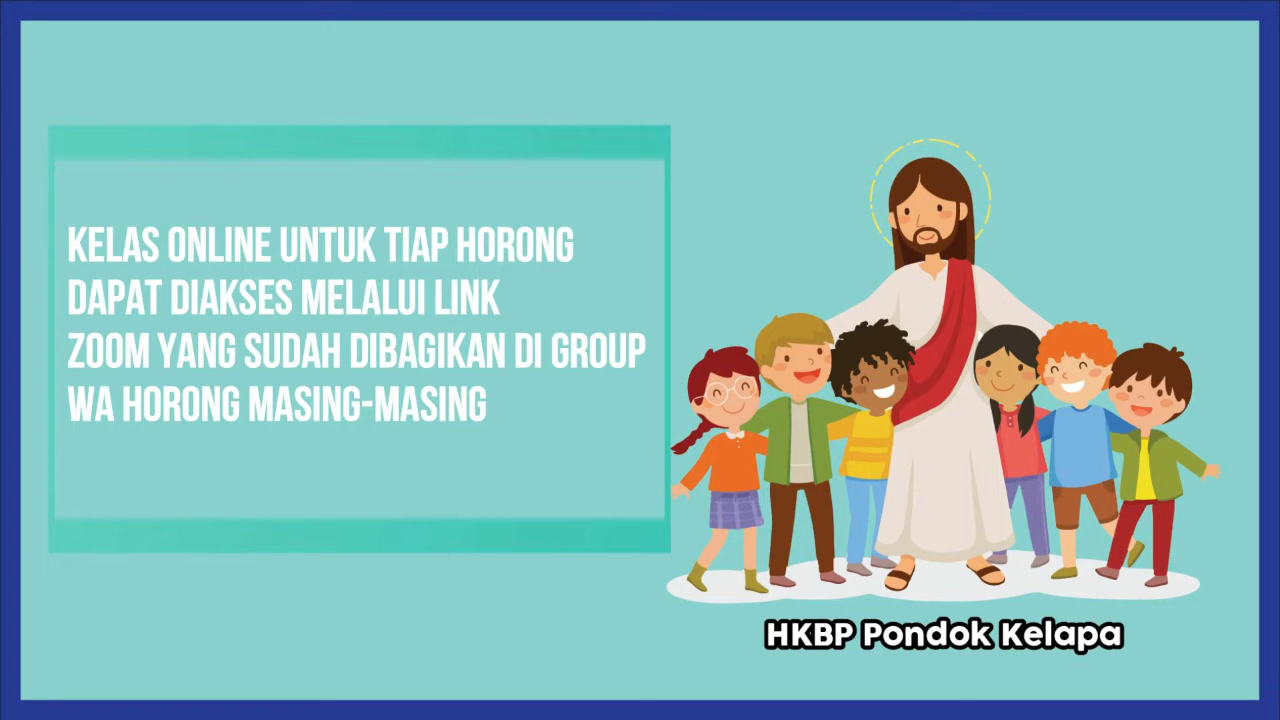 KELAS ONLINE UNTUK TIAP HORONG
DAPAT DIAKSES MELALUI LINK
ZOOM YANG SUDAH DIBAGIKAN DI GROUP
WA HORONG MASING-MASING
HKBP Pondok Kelapa